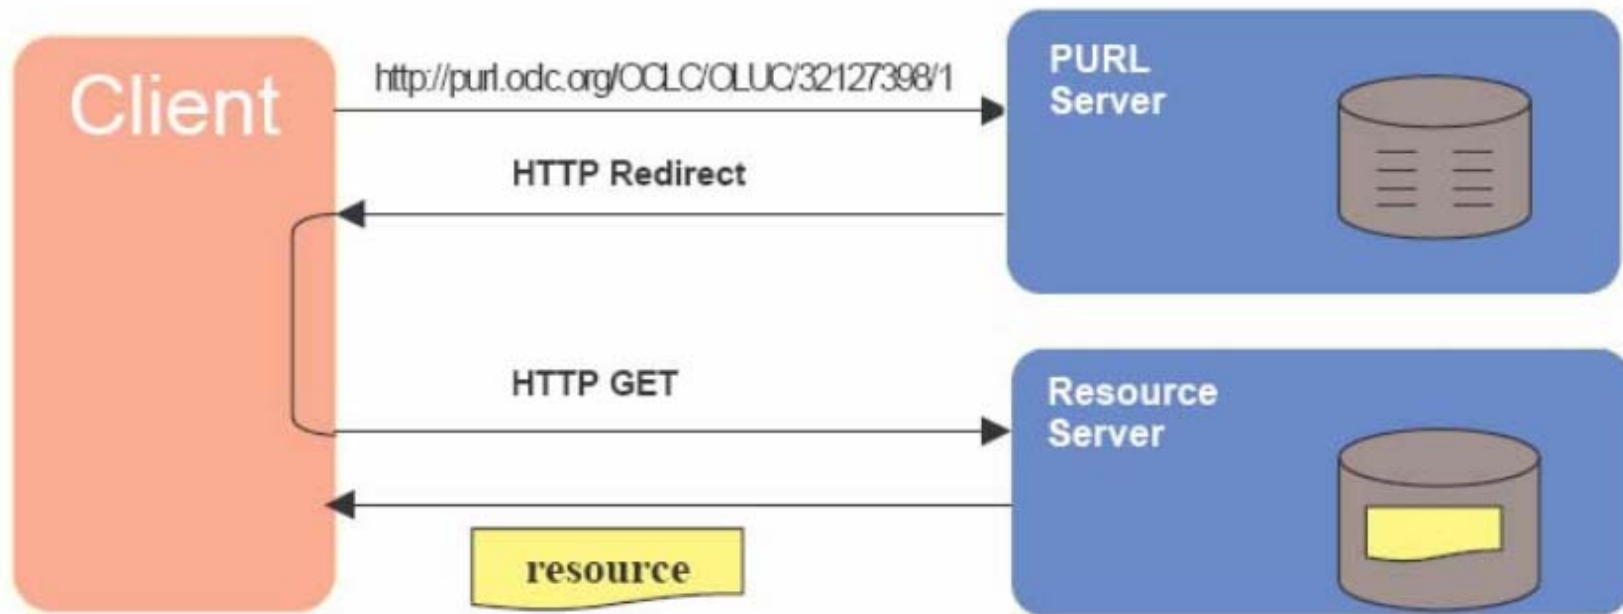 Client
http://purl.oclc.org/OCLC/OLUC/32127398/1
PURL
Server
HTTP Redirect
HTTP GET
Resource
Server
resource